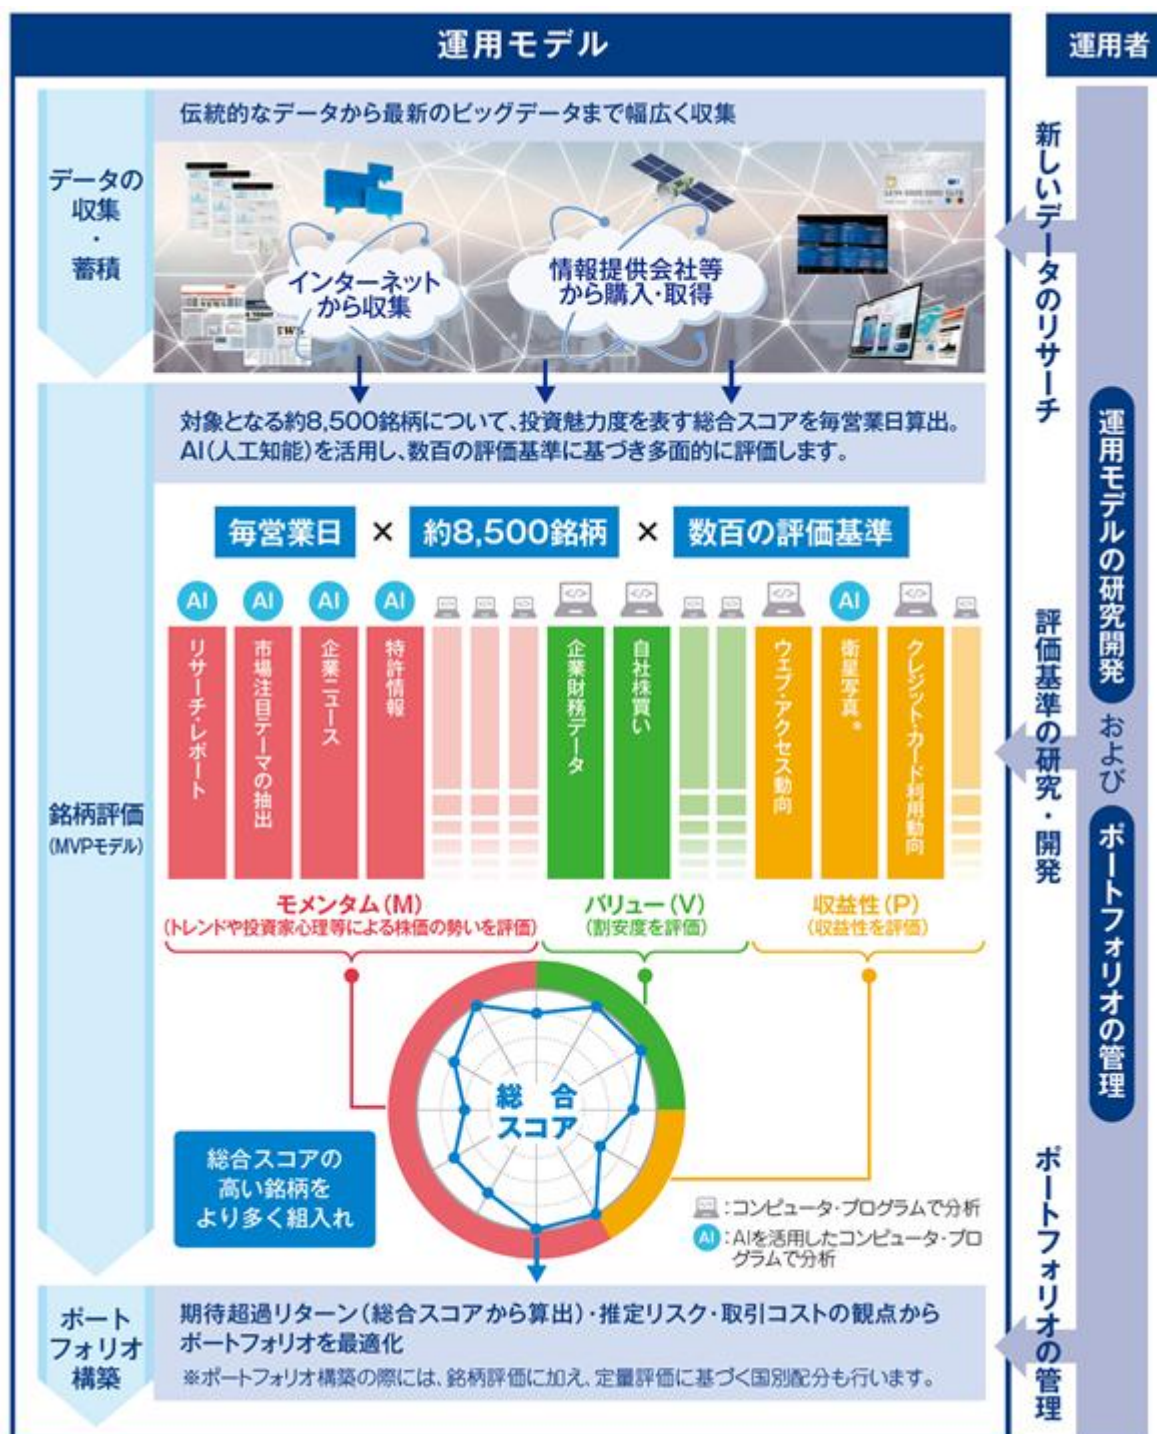 運用モデル
運用者
データの
収集
・
蓄積
伝統的なデータから最新のビッグデータまで幅広く収集
インターネット
から収集
情報提供会社等
から購入・取得
新しいデータのリサーチ
銘柄評価
(MVPモデル)
対象となる約8,500銘柄について、投資魅力度を表す総合スコアを毎営業日算出。
AI(人工知能)を活用し、数百の評価基準に基づき多面的に評価します。
毎営業日 × 約8,500銘柄 × 数百の評価基準
AI
AI
AI
AI
</>
</>
</>
AI
</>
リサーチ・レポート
市場注目テーマの抽出
企業ニュース
特許情報
企業財務データ
自社株買い
ウェブ・アクセス動向
衛星写真。
クレジット・カード利用動向
モメンタム(M)
(トレンドや投資家心理等による株価の勢いを評価)
バリュー(V)
(割安度を評価)
収益性(P)
(収益性を評価)
評価基準の研究・開発
総合
スコア
総合スコアの
高い銘柄を
より多く組入れ
:コンピュータ・プログラムで分析
AI:AIを活用したコンピュータ・プロ
グラムで分析
ポート
フォリオ
構築
期待超過リターン(総合スコアから算出)・推定リスク・取引コストの観点から
ポートフォリオを最適化
※ポートフォリオ構築の際には、銘柄評価に加え、定量評価に基づく国別配分も行います。
ポートフォリオの管理
運用モデルの研究開発
および
ポートフォリオの管理